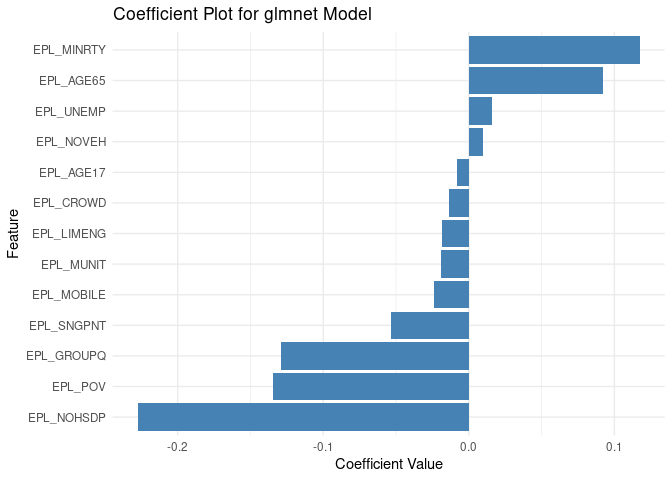 Coefficient Plot for glmnet Model
Feature
EPL_MINRTY
EPL_AGE65
EPL_UNEMP
EPL_NOVEH
EPL_AGE17
EPL_CROWD
EPL_LIMENG
EPL_MUNIT
EPL_MOBILE
EPL_SNGPNT
EPL_GROUPQ
EPL_POV
EPL_NOHSDP
-0.2 -0.1 0.0 0.1
Coefficient Value